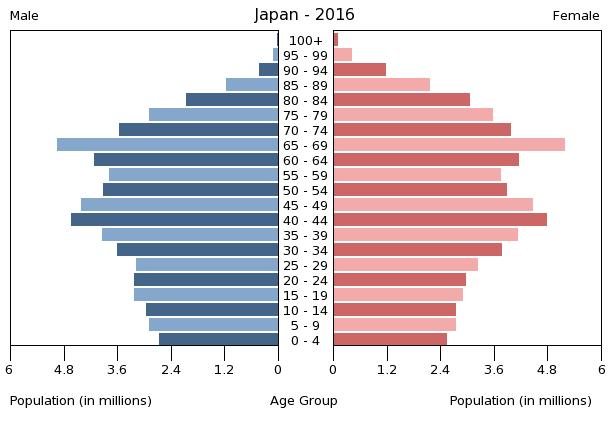 Male Japan - 2016 Female
100+
95 - 99
90 - 94
85 - 89
80 - 84
75 - 79
70 - 74
65 - 69
60 - 64
55 - 59
50 - 54
45 - 49
40 - 44
35 - 39
30 - 34
25 - 29
20 - 24
15 - 19
10 - 14
5 - 9
0 - 4
6 4.8 3.6 2.4 1.2 0 0 1.2 2.4 3.6 4.8 6
Population (in millions) Age Group Population (in millions)